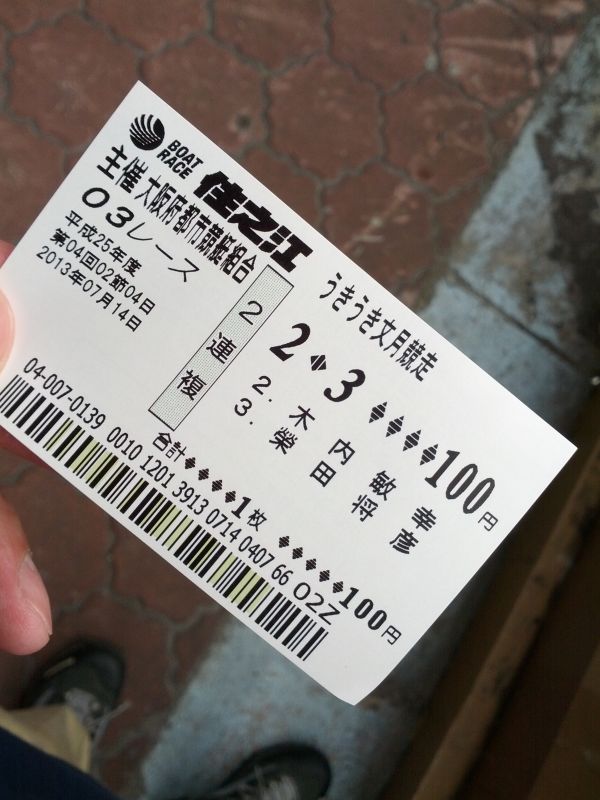 BOAT RACE 住之江
主催 大阪府都市競艇組合
03レース
平成25年度
第04回02節04日
2013年07月14日
2連複
うきうき文月競走
2 3 100円
2. 木内敏幸
3. 榮田将彦
合計 1枚 100円
04-007-0139 0010 1201 3913 0714 0407 66 02Z